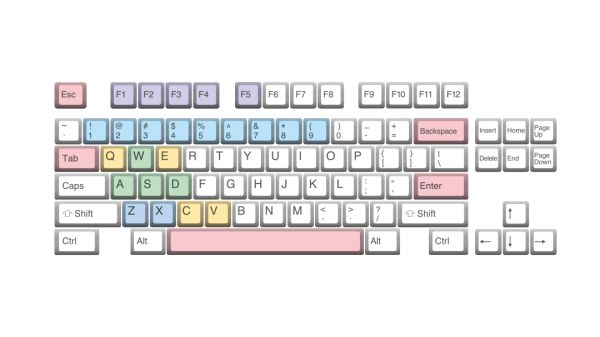 Esc F1 F2 F3 F4 F5 F6 F7 F8 F9 F10 F11 F12
~ ! @ # $ % ^ & * ( ) _ + Backspace Insert Home Page
` 1 2 3 4 5 6 7 8 9 0 - = Up
Tab Q W E R T Y U I O P { } | Delete End Page
[ ] \ Down
Caps A S D F G H J K L : " Enter
; '
⇧ Shift Z X C V B N M < > ? ⇧ Shift ↑
, . /
Ctrl Alt Alt Ctrl ← ↓ →